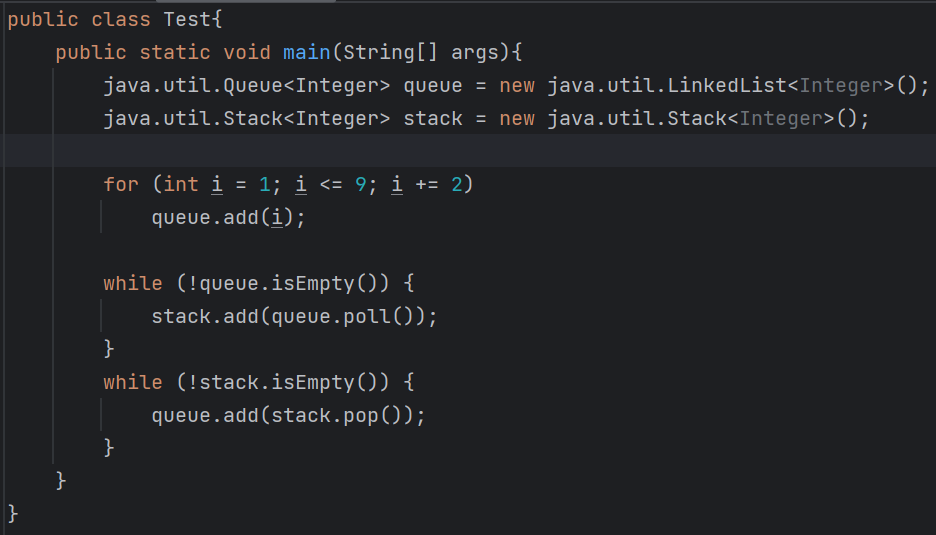 public class Test{
    public static void main(String[] args){
        java.util.Queue<Integer> queue = new java.util.LinkedList<Integer>();
        java.util.Stack<Integer> stack = new java.util.Stack<Integer>();
        for (int i = 1; i <= 9; i += 2)
            queue.add(i);
        while (!queue.isEmpty()) {
            stack.add(queue.poll());
        }
        while (!stack.isEmpty()) {
            queue.add(stack.pop());
        }
    }
}